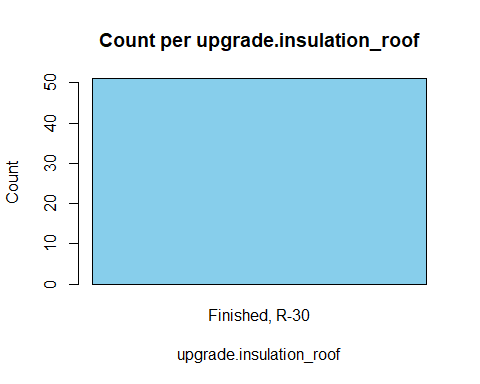 Count per upgrade.insulation_roof
50
40
30
20
10
0
Count
Finished, R-30
upgrade.insulation_roof